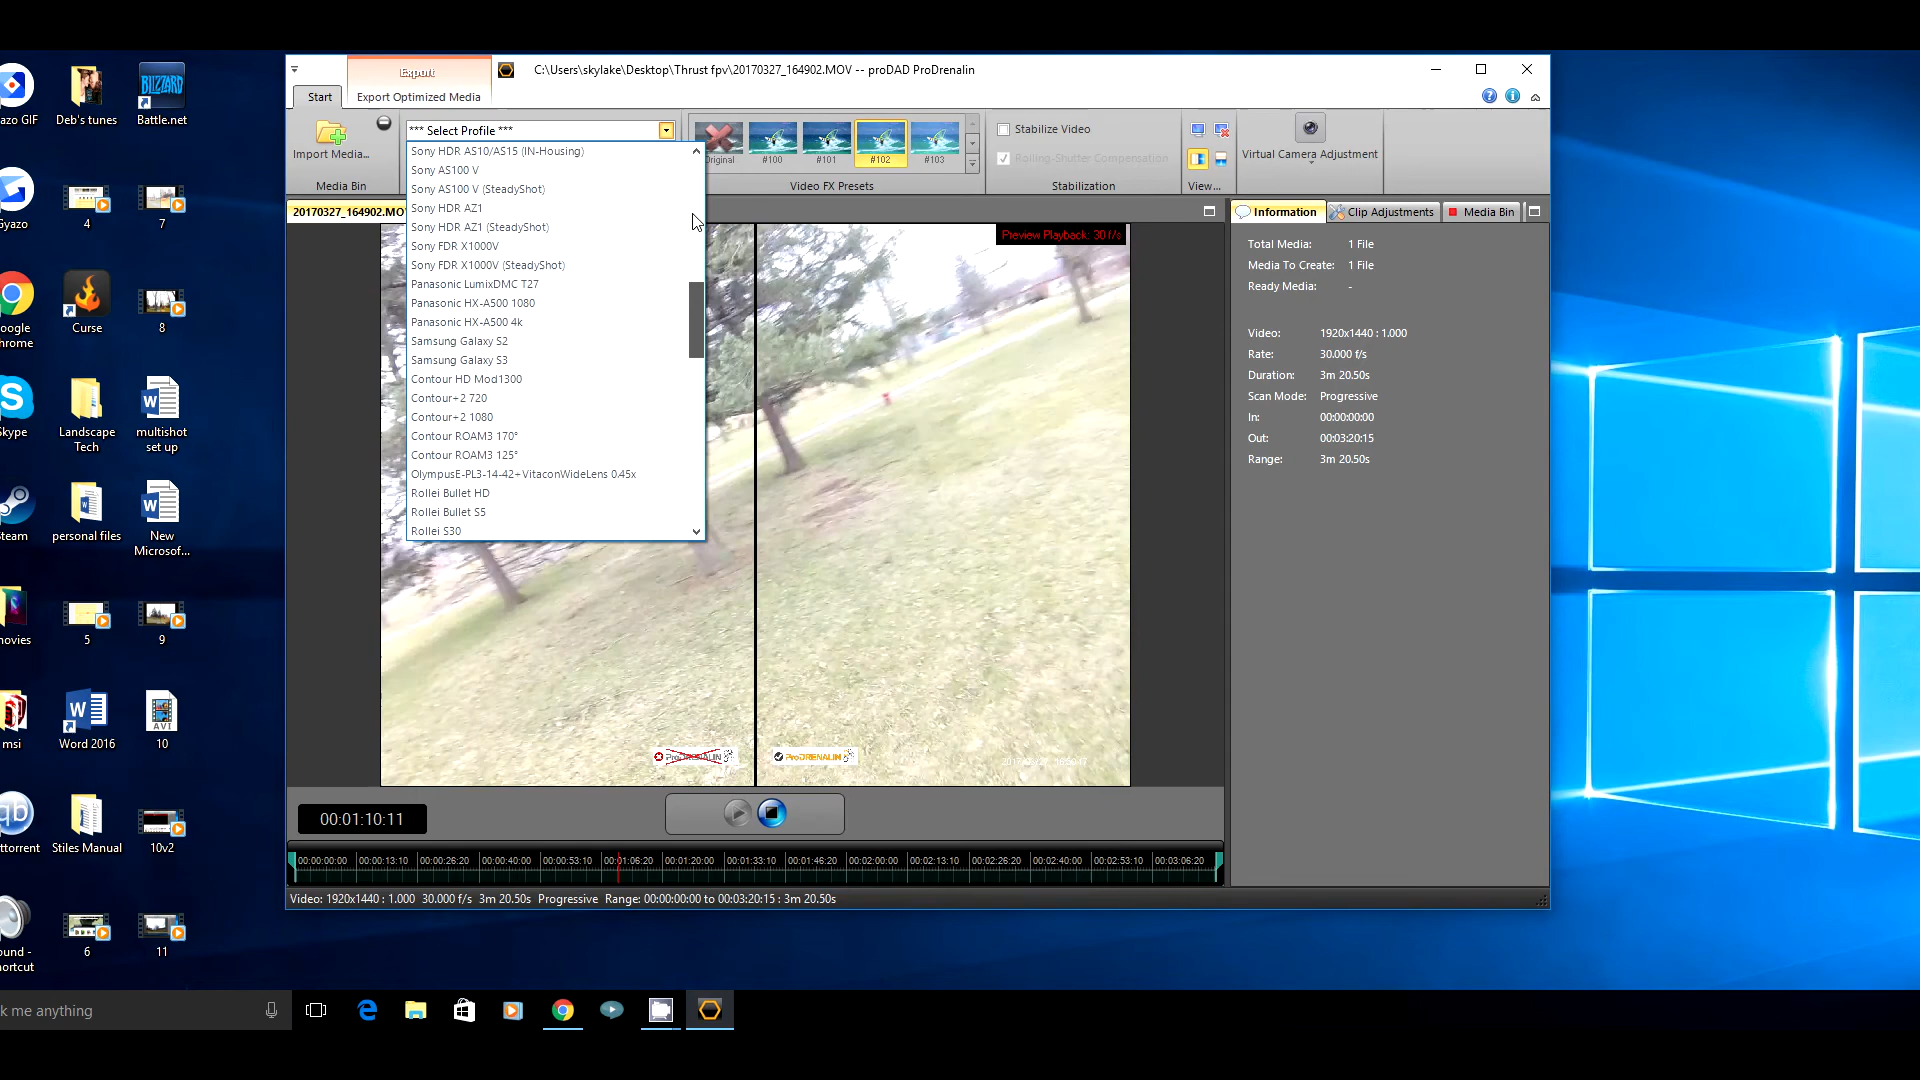 Export
C:\Users\skylake\Desktop\Thrust fpv\20170327_164902.MOV -- proDAD ProDrenalin
Start
Export Optimized Media
Import Media...
Media Bin
*** Select Profile ***
Sony HDR AS10/AS15 (IN-Housing)
Sony AS100 V
Sony AS100 V (SteadyShot)
Sony HDR AZ1
Sony HDR AZ1 (SteadyShot)
Sony FDR X1000V
Sony FDR X1000V (SteadyShot)
Panasonic LumixDMC T27
Panasonic HX-A500 1080
Panasonic HX-A500 4k
Samsung Galaxy S2
Samsung Galaxy S3
Contour HD Mod1300
Contour+2 720
Contour+2 1080
Contour ROAM3 170°
Contour ROAM3 125°
OlympusE-PL3-14-42+VitaconWideLens 0.45x
Rollei Bullet HD
Rollei Bullet S5
Rollei S30
Original
#100
#101
#102
#103
Video FX Presets
Stabilize Video
Rolling-Shutter Compensation
Stabilization
View...
Virtual Camera Adjustment
20170327_164902.MO
Preview Playback: 30 f/s
ProDRENALIN
ProDRENALIN
Information
Clip Adjustments
Media Bin
Total Media: 1 File
Media To Create: 1 File
Ready Media: -
Video: 1920x1440 : 1.000
Rate: 30.000 f/s
Duration: 3m 20.50s
Scan Mode: Progressive
In: 00:00:00:00
Out: 00:03:20:15
Range: 3m 20.50s
00:01:10:11
00:00:00:00 00:00:13:10 00:00:26:20 00:00:40:00 00:00:53:10 00:01:06:20 00:01:20:00 00:01:33:10 00:01:46:20 00:02:00:00 00:02:13:10 00:02:26:20 00:02:40:00 00:02:53:10 00:03:06:20
Video: 1920x1440 : 1.000 30.000 f/s 3m 20.50s Progressive Range: 00:00:00:00 to 00:03:20:15 : 3m 20.50s
azo GIF
Deb's tunes
BLIZZARD
Battle.net
Gyazo
4
7
oogle
hrome
Curse
8
Skype
Landscape
Tech
multishot
set up
Steam
personal files
New
Microsof...
movies
5
9
msi
Word 2016
AVI
10
qb
ttorrent
Stiles Manual
10v2
ound -
ortcut
6
11
k me anything